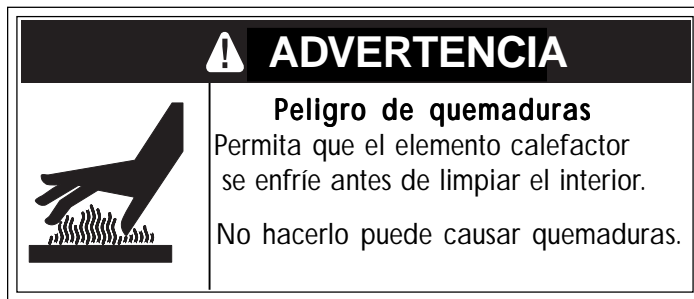 ADVERTENCIA
Peligro de quemaduras
Permita que el elemento calefactor
se enfríe antes de limpiar el interior.
No hacerlo puede causar quemaduras.